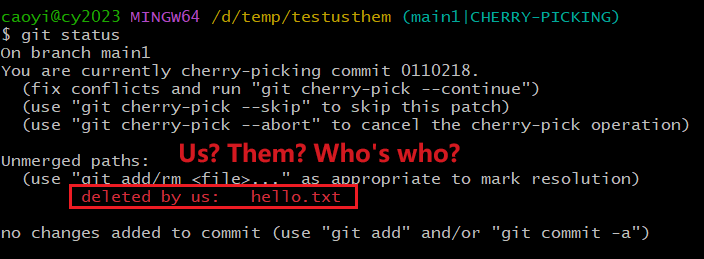 caoyi@cy2023 MINGW64 /d/temp/testusthem (main1|CHERRY-PICKING)
$ git status
On branch main1
You are currently cherry-picking commit 0110218.
  (fix conflicts and run "git cherry-pick --continue")
  (use "git cherry-pick --skip" to skip this patch)
  (use "git cherry-pick --abort" to cancel the cherry-pick operation)
Unmerged paths:
Us? Them? Who's who?
  (use "git add/rm <file>..." as appropriate to mark resolution)
        deleted by us:   hello.txt
no changes added to commit (use "git add" and/or "git commit -a")